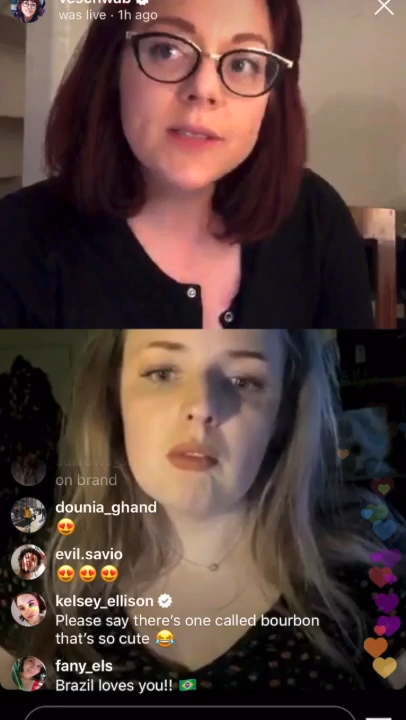 veschwab
was live · 1h ago
on brand
dounia_ghand
😍
evil.savio
😍😍😍
kelsey_ellison
Please say there's one called bourbon
that's so cute 😂
fany_els
Brazil loves you!! 🇧🇷